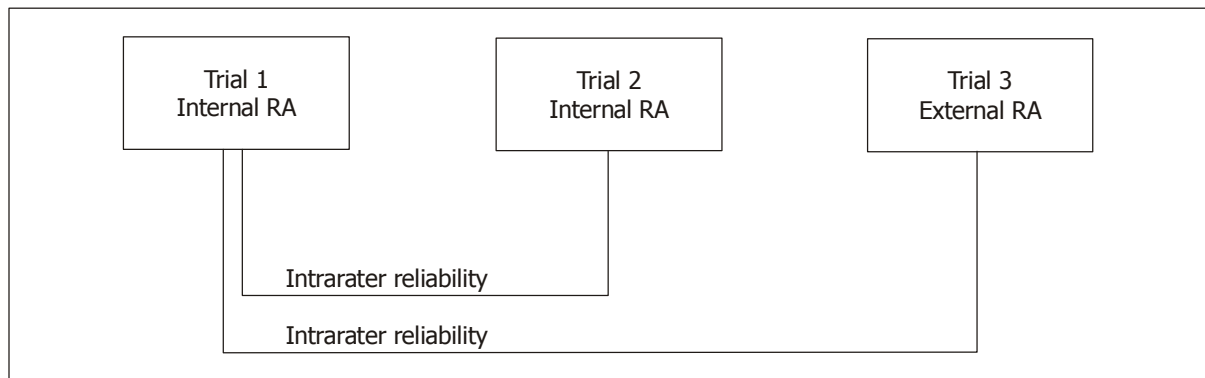 Trial 1
Internal RA
Trial 2
Internal RA
Trial 3
External RA
Intrarater reliability
Intrarater reliability